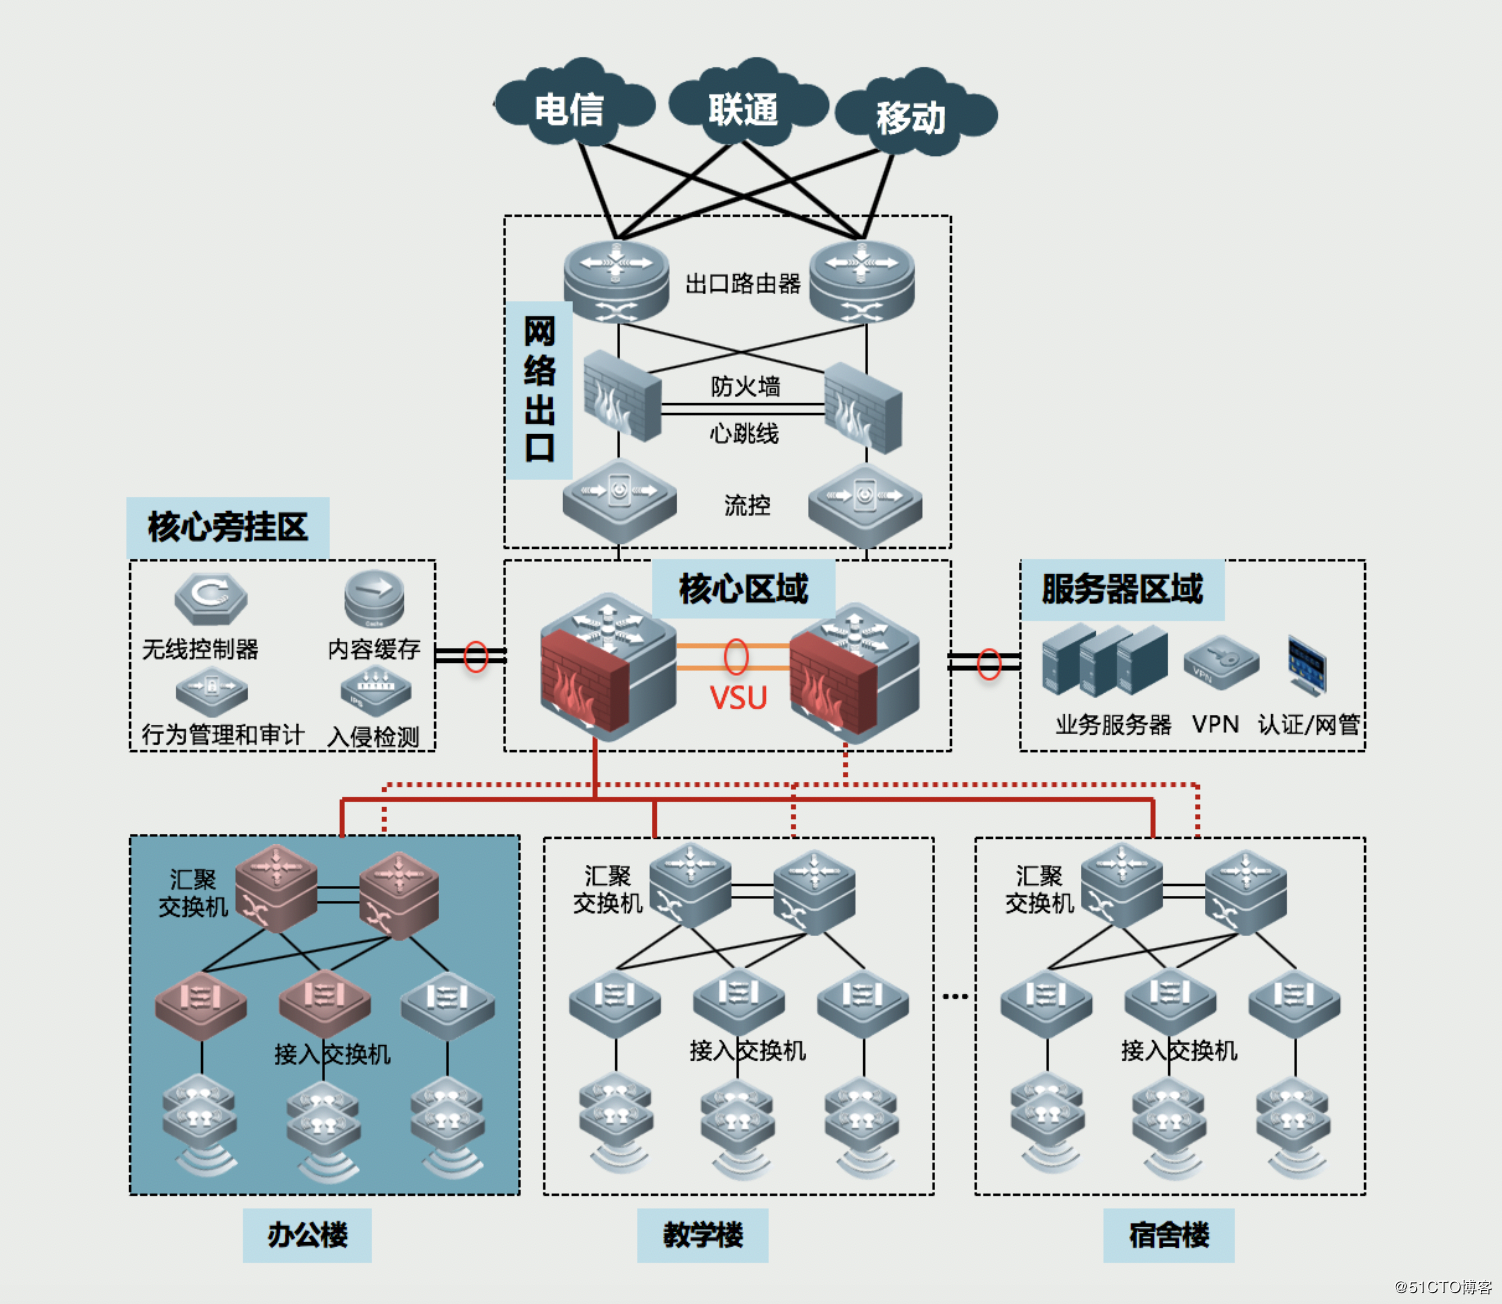 电信
联通
移动
出口路由器
网络出口
防火墙
心跳线
流控
核心旁挂区
无线控制器
内容缓存
Cache
行为管理和审计
IPS
入侵检测
核心区域
VSU
服务器区域
VPN
业务服务器
VPN
认证/网管
汇聚
交换机
接入交换机
汇聚
交换机
接入交换机
...
汇聚
交换机
接入交换机
办公楼
教学楼
宿舍楼
@51CTO博客